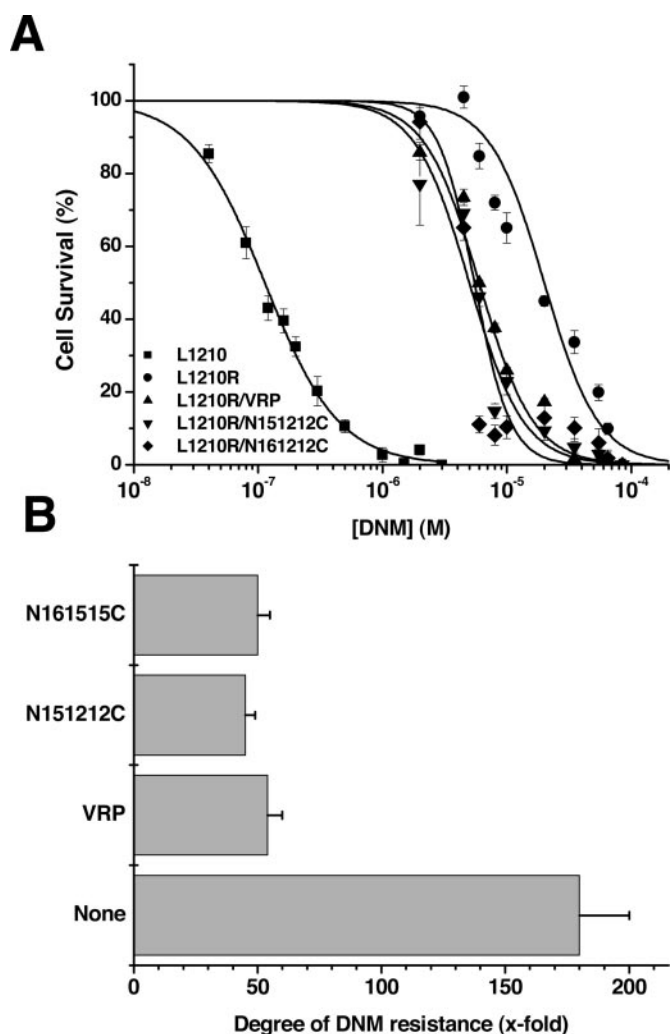 A
100
80
60
40
20
0
Cell Survival (%)
L1210
L1210R
L1210R/VRP
L1210R/N151212C
L1210R/N161212C
10-8
10-7
10-6
10-5
10-4
[DNM] (M)
B
N161515C
N151212C
VRP
None
0
50
100
150
200
Degree of DNM resistance (x-fold)